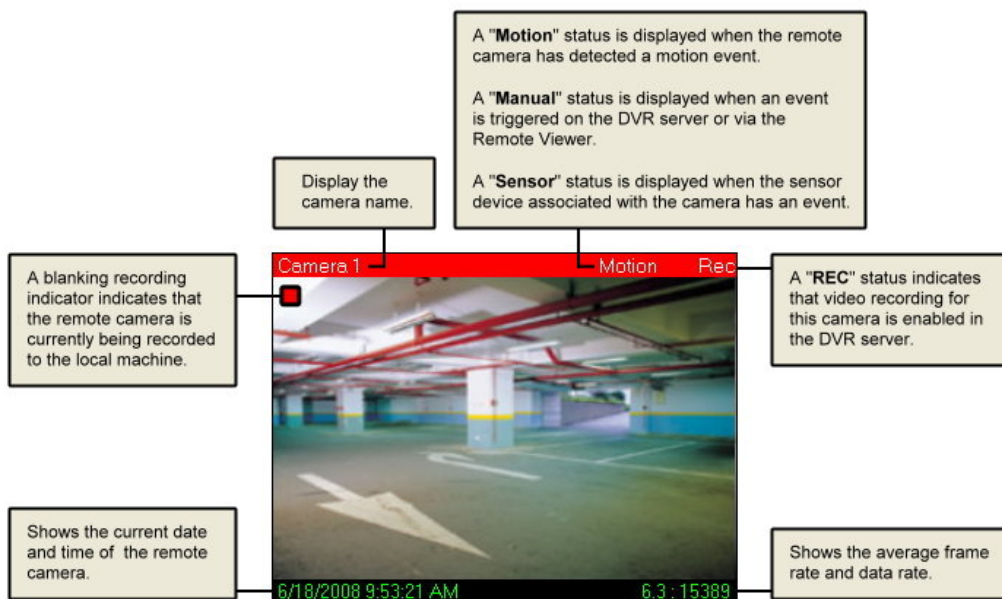 A "Motion" status is displayed when the remote
camera has detected a motion event.
A "Manual" status is displayed when an event
is triggered on the DVR server or via the
Remote Viewer.
A "Sensor" status is displayed when the sensor
device associated with the camera has an event.
Display the
camera name.
A blanking recording
indicator indicates that
the remote camera is
currently being recorded
to the local machine.
Camera 1 Motion Rec
A "REC" status indicates
that video recording for
this camera is enabled in
the DVR server.
Shows the current date
and time of the remote
camera.
6/18/2008 9:53:21 AM 6.3 : 15389
Shows the average frame
rate and data rate.